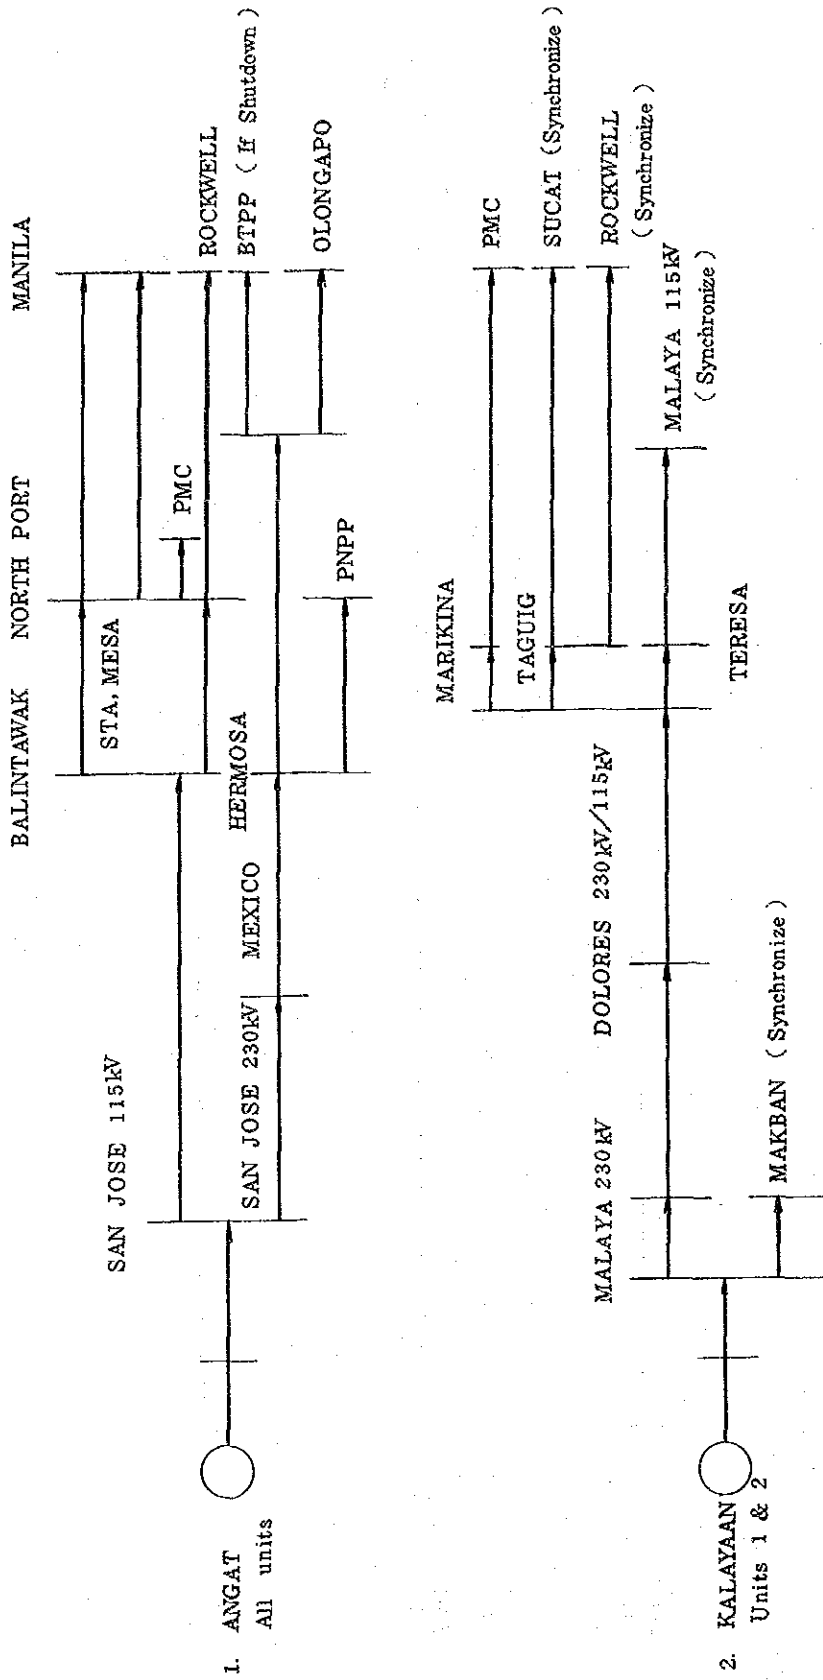 1. ANGAT
All units
SAN JOSE 115kV
SAN JOSE 230kV
MEXICO
HERMOSA
BALINTAWAK
STA, MESA
NORTH PORT
PMC
PNPP
MANILA
ROCKWELL
BTPP ( If Shutdown )
OLONGAPO
2. KALAYAAN
Units 1 & 2
MALAYA 230kV
MAKBAN ( Synchronize )
DOLORES 230kV/115kV
MARIKINA
TAGUIG
TERESA
PMC
SUCAT ( Synchronize )
ROCKWELL
( Synchronize )
MALAYA 115kV
( Synchronize )